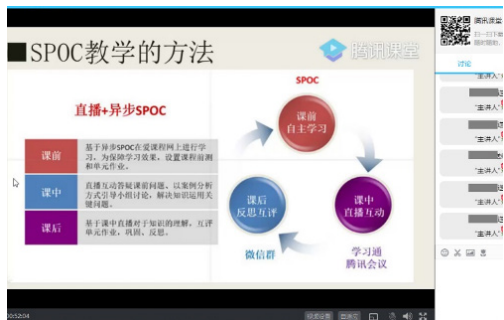 ■SPOC教学的方法
腾讯课堂
腾讯课堂
扫一扫下载
讨论
直播+异步SPOC
课前
基于异步SPOC在爱课程网上进行学
习。为保障学习效果,设置课程前测
和单元作业。
课中
直播互动答疑课前问题、以案例分析
方式引导小组讨论,解决知识运用关
键问题。
课后
基于课中直播对于知识的理解,互评
单元作业,巩固、反思。
SPOC
课前
自主学习
课后
反思互评
课中
直播互动
微信群
学习通
腾讯会议
"主讲人"
"主讲人"
"主讲人"
"主讲人"
"主讲人"
"主讲人"
00:52:04